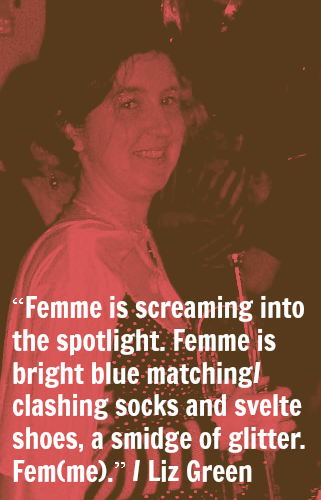 “Femme is screaming into
the spotlight. Femme is
bright blue matching/
clashing socks and svelte
shoes, a smidge of glitter.
Fem(me).” / Liz Green